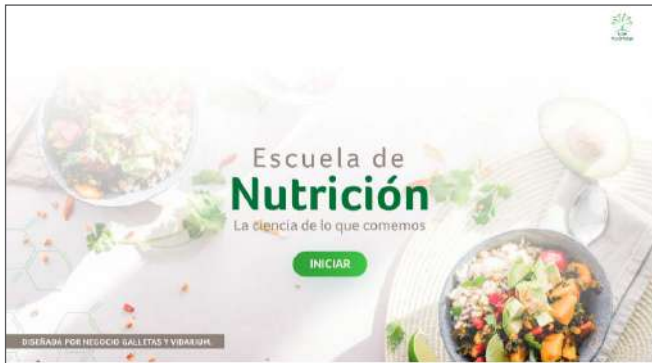 Escuela de
Nutrición
La ciencia de lo que comemos
INICIAR
DISEÑADA POR NEGOCIO GALLETAS Y VIDARIUM.